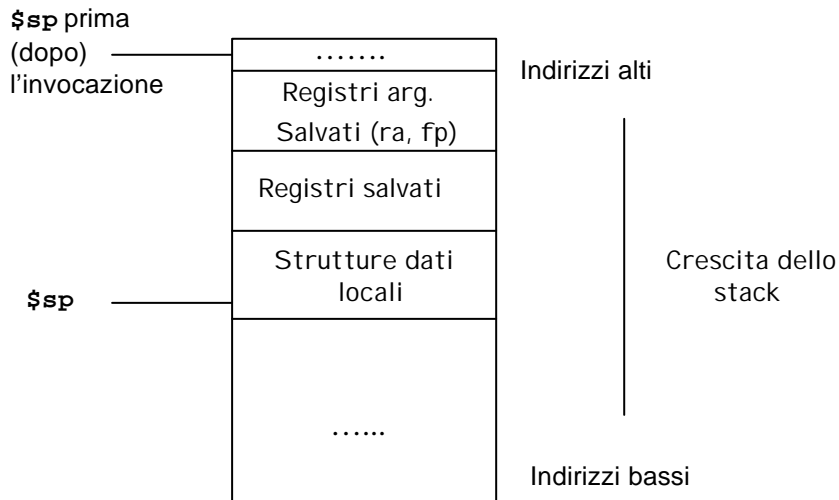 $sp prima
(dopo)
l'invocazione
…….
Indirizzi alti
Registri arg.
Salvati (ra, fp)
Registri salvati
Strutture dati
locali
$sp
Crescita dello
stack
…...
Indirizzi bassi